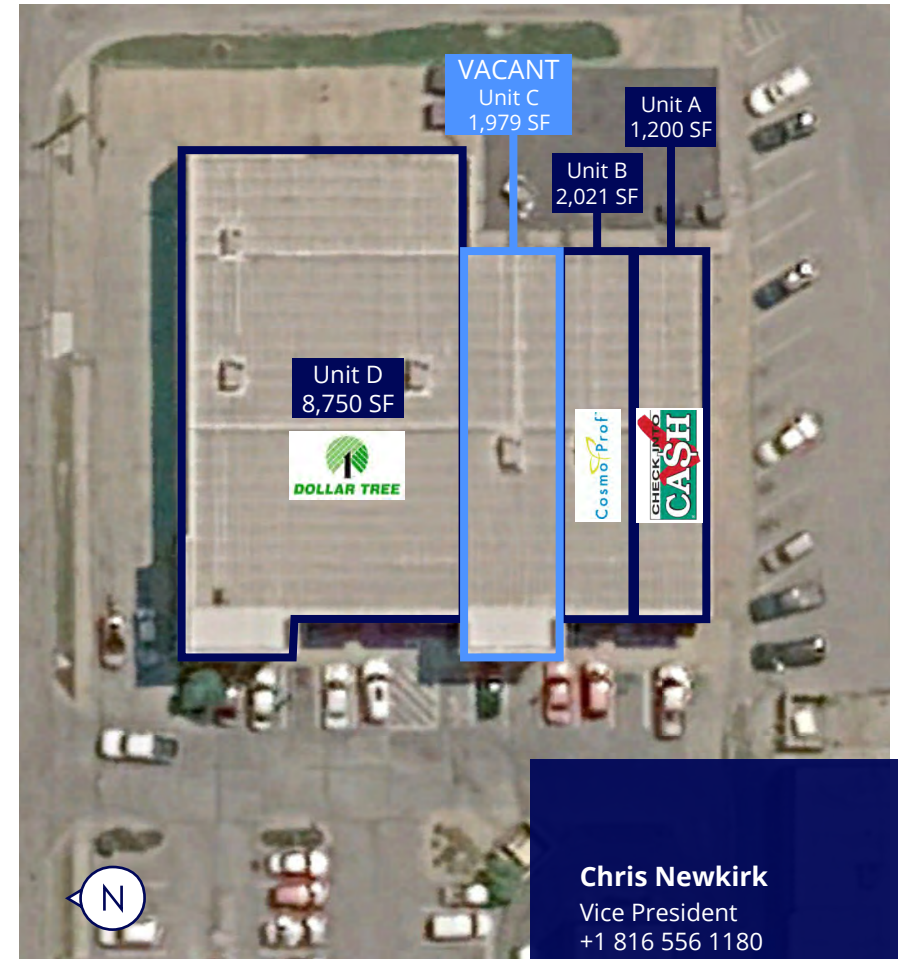 VACANT
Unit C
1,979 SF
Unit A
1,200 SF
Unit B
2,021 SF
Unit D
8,750 SF
DOLLAR TREE
CosmoProf
CHECK INTO
CASH
N
Chris Newkirk
Vice President
+1 816 556 1180